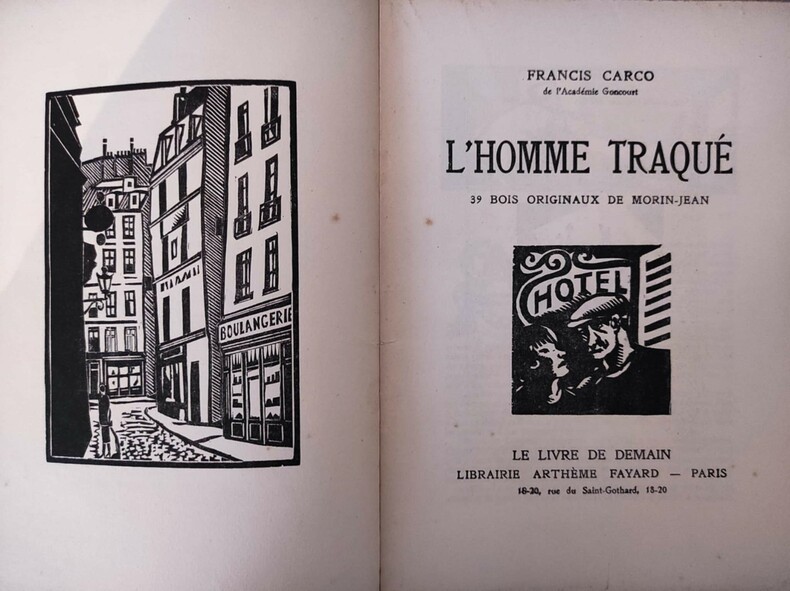 BOULANGERIE
FRANCIS CARCO
de l'Académie Goncourt
L'HOMME TRAQUÉ
39 BOIS ORIGINAUX DE MORIN-JEAN
HOTEL
LE LIVRE DE DEMAIN
LIBRAIRIE ARTHÈME FAYARD — PARIS
18-20, rue du Saint-Gothard, 18-20